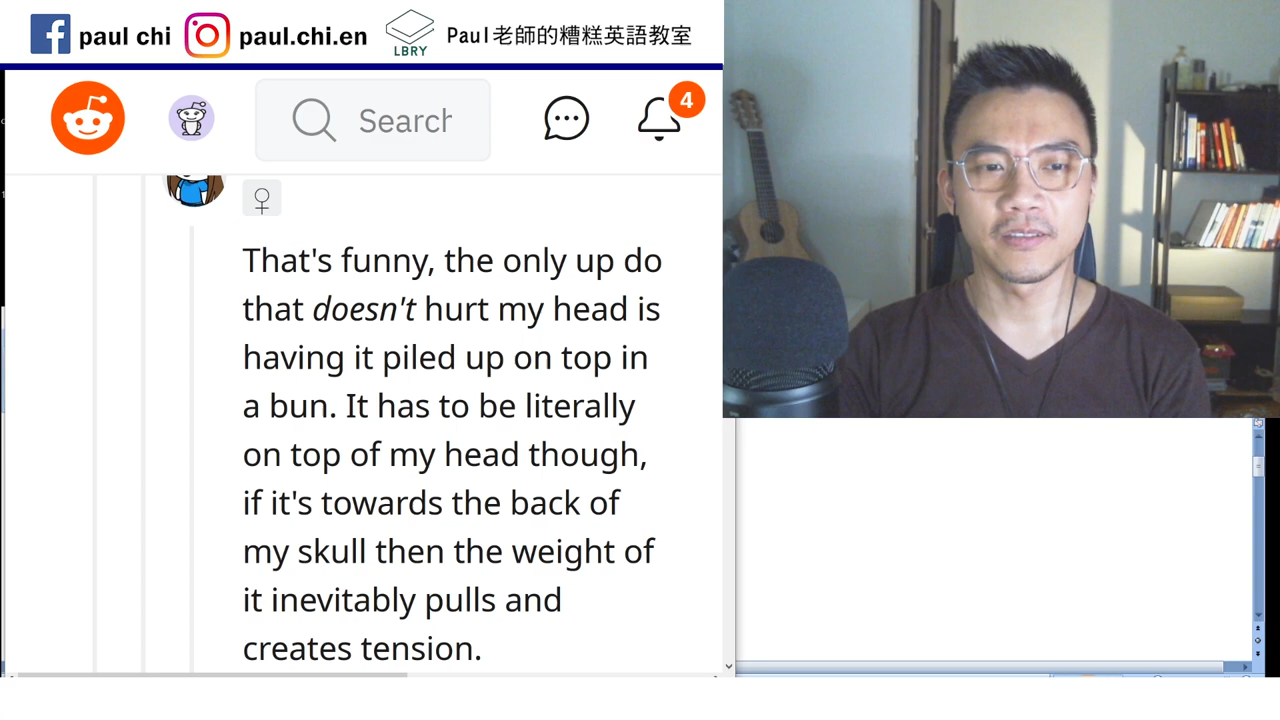 paul chi
paul.chi.en
LBRY
Paul老師的糟糕英語教室
Search
4
♀
That's funny, the only up do
that doesn't hurt my head is
having it piled up on top in
a bun. It has to be literally
on top of my head though,
if it's towards the back of
my skull then the weight of
it inevitably pulls and
creates tension.